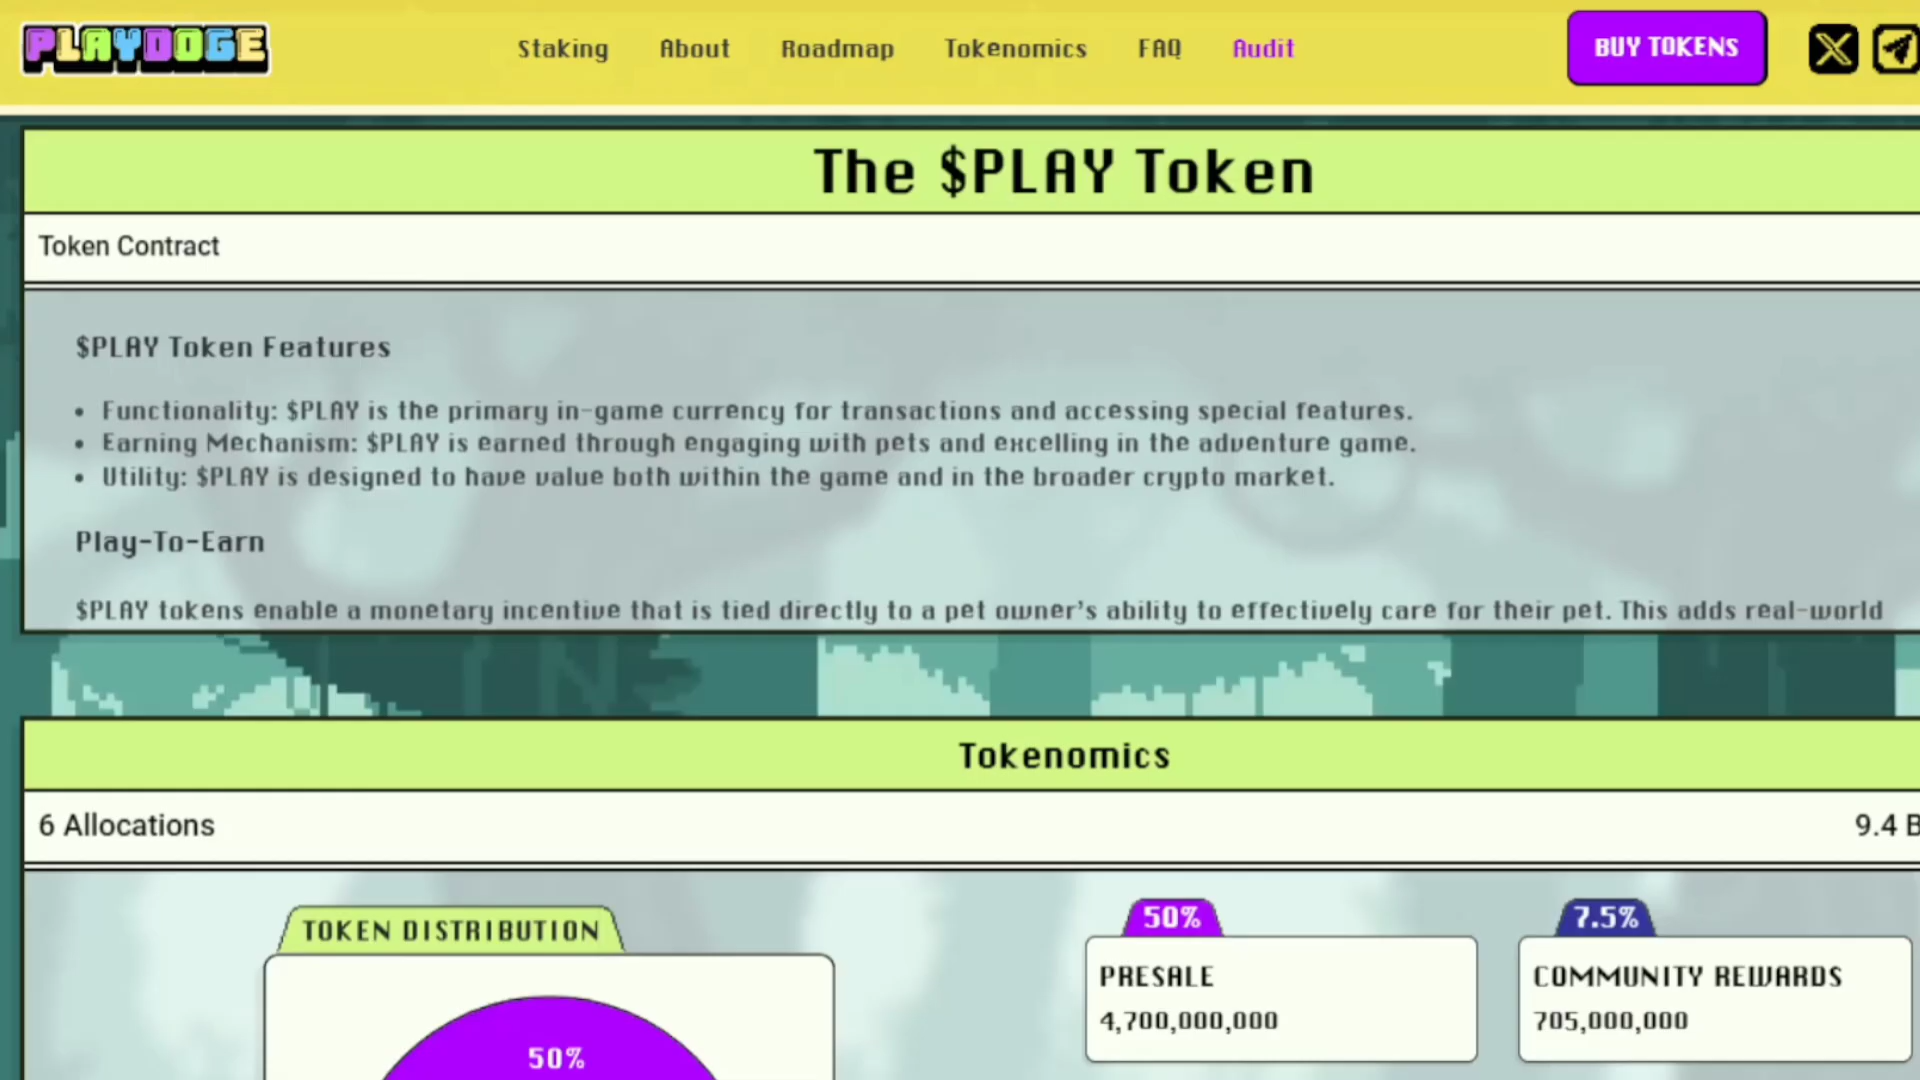 PLAYDOGE
Staking About Roadmap Tokenomics FAQ Audit
BUY TOKENS
The $PLAY Token
Token Contract
$PLAY Token Features
• Functionality: $PLAY is the primary in-game currency for transactions and accessing special features.
• Earning Mechanism: $PLAY is earned through engaging with pets and excelling in the adventure game.
• Utility: $PLAY is designed to have value both within the game and in the broader crypto market.
Play-To-Earn
$PLAY tokens enable a monetary incentive that is tied directly to a pet owner's ability to effectively care for their pet. This adds real-world
Tokenomics
6 Allocations
9.4 B
TOKEN DISTRIBUTION
50%
50%
PRESALE
4,700,000,000
7.5%
COMMUNITY REWARDS
705,000,000